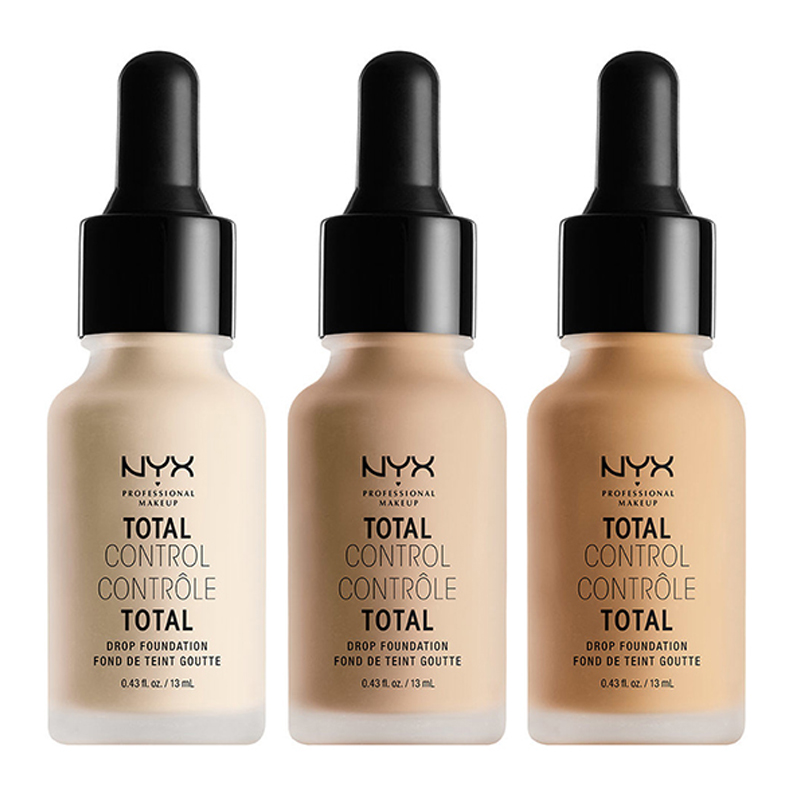 NYX
PROFESSIONAL
MAKEUP
TOTAL
CONTROL
CONTRÔLE
TOTAL
DROP FOUNDATION
FOND DE TEINT GOUTTE
0.43 fl. oz. / 13 mL
NYX
PROFESSIONAL
MAKEUP
TOTAL
CONTROL
CONTRÔLE
TOTAL
DROP FOUNDATION
FOND DE TEINT GOUTTE
0.43 fl. oz. / 13 mL
NYX
PROFESSIONAL
MAKEUP
TOTAL
CONTROL
CONTRÔLE
TOTAL
DROP FOUNDATION
FOND DE TEINT GOUTTE
0.43 fl. oz. / 13 mL